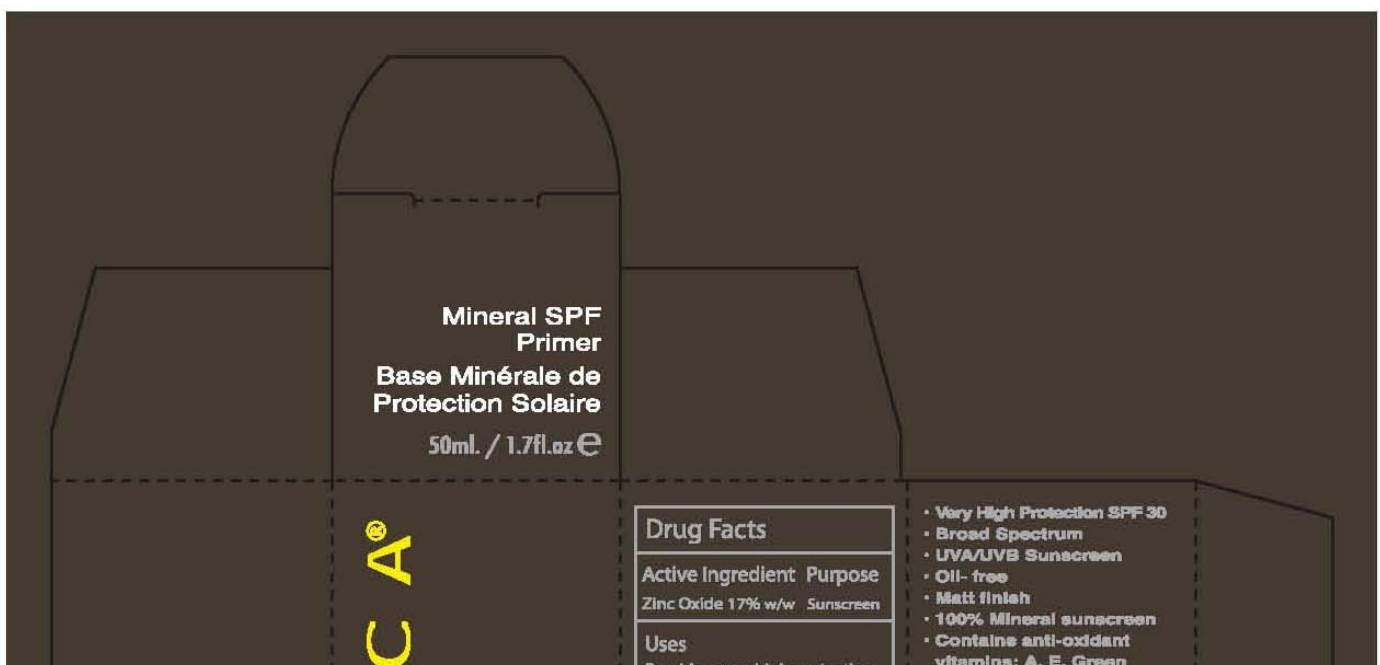 Mineral SPF
Primer
Base Minérale de
Protection Solaire
50ml. / 1.7fl.oz e
C A®
Drug Facts
Active Ingredient Purpose
Zinc Oxide 17% w/w Sunscreen
Uses
· Very High Protection SPF 30
· Broad Spectrum
· UVA/UVB Sunscreen
· Oil- free
· Matt finish
· 100% Mineral sunscreen
· Contains anti-oxidant
vitamins: A, E, Green